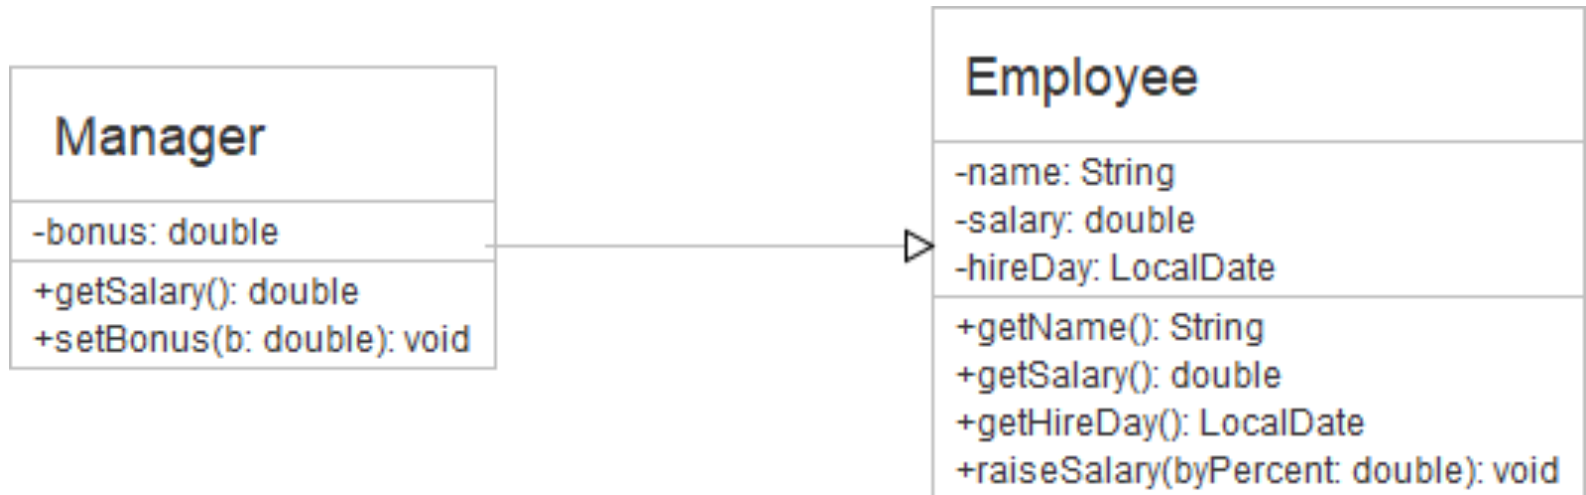 Manager
-bonus: double
+getSalary(): double
+setBonus(b: double): void
Employee
-name: String
-salary: double
-hireDay: LocalDate
+getName(): String
+getSalary(): double
+getHireDay(): LocalDate
+raiseSalary(byPercent: double): void